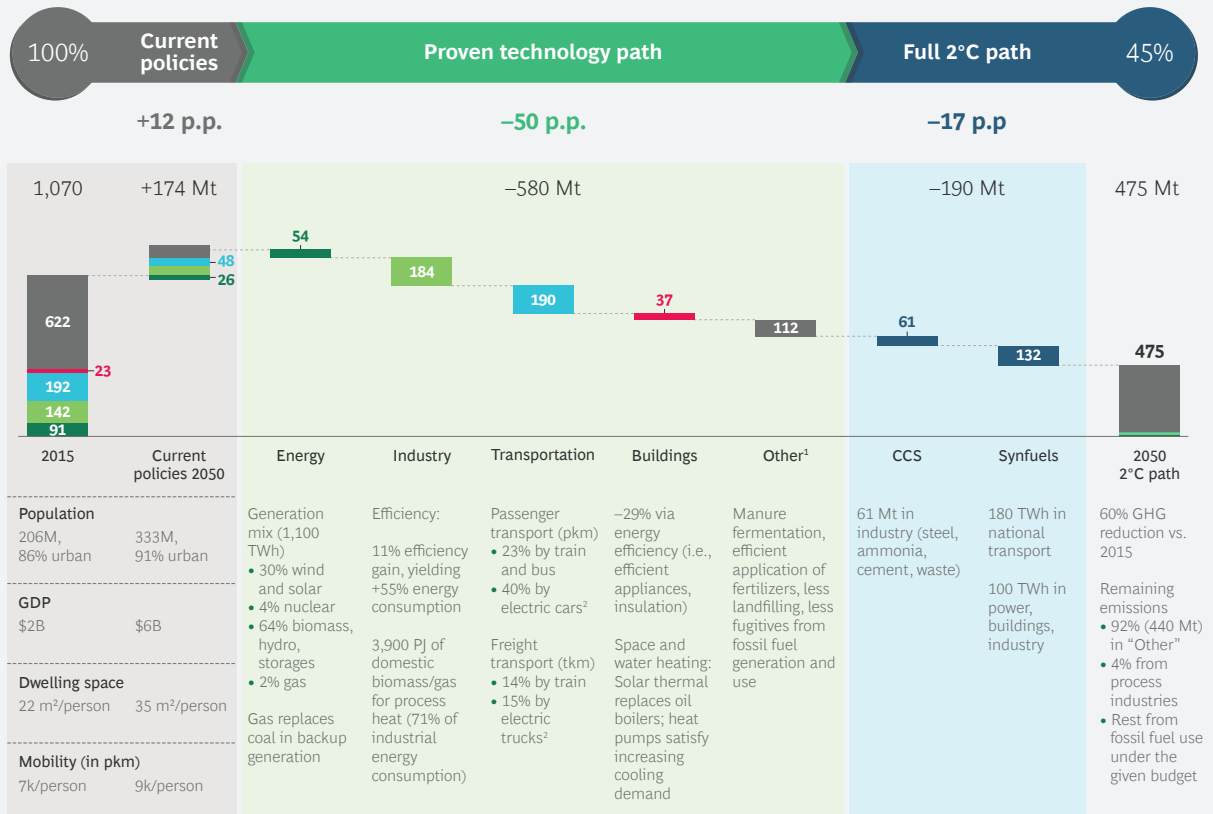 100%
Current
policies
Proven technology path
Full 2°C path
45%
+12 p.p.
–50 p.p.
–17 p.p
1,070
+174 Mt
–580 Mt
–190 Mt
475 Mt
622
23
192
142
91
48
26
54
184
190
37
112
61
132
475
2015
Current
policies 2050
Energy
Industry
Transportation
Buildings
Other¹
CCS
Synfuels
2050
2°C path
Population
206M,
86% urban
333M,
91% urban
GDP
$2B
$6B
Dwelling space
22 m²/person
35 m²/person
Mobility (in pkm)
7k/person
9k/person
Generation
mix (1,100
TWh)
• 30% wind
and solar
• 4% nuclear
• 64% biomass,
hydro,
storages
• 2% gas
Gas replaces
coal in backup
generation
Efficiency:
11% efficiency
gain, yielding
+55% energy
consumption
3,900 PJ of
domestic
biomass/gas
for process
heat (71% of
industrial
energy
consumption)
Passenger
transport (pkm)
• 23% by train
and bus
• 40% by
electric cars²
Freight
transport (tkm)
• 14% by train
• 15% by
electric
trucks²
–29% via
energy
efficiency (i.e.,
efficient
appliances,
insulation)
Space and
water heating:
Solar thermal
replaces oil
boilers; heat
pumps satisfy
increasing
cooling
demand
Manure
fermentation,
efficient
application of
fertilizers, less
landfilling, less
fugitives from
fossil fuel
generation and
use
61 Mt in
industry (steel,
ammonia,
cement, waste)
180 TWh in
national
transport
100 TWh in
power,
buildings,
industry
60% GHG
reduction vs.
2015
Remaining
emissions
• 92% (440 Mt)
in “Other”
• 4% from
process
industries
• Rest from
fossil fuel use
under the
given budget